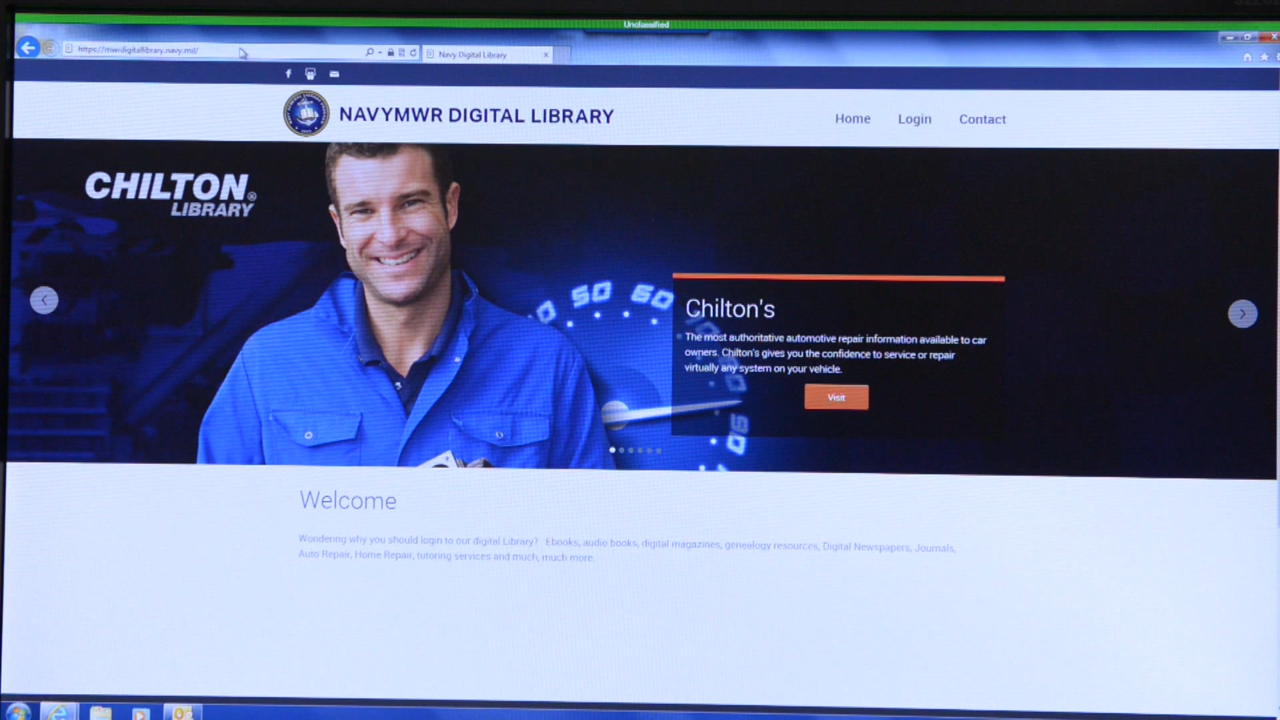 Unclassified
https://mwrdigitallibrary.navy.mil/
Navy Digital Library
NAVYMWR DIGITAL LIBRARY
Home
Login
Contact
CHILTON®
LIBRARY
50 60
Chilton's
The most authoritative automotive repair information available to car
owners. Chilton's gives you the confidence to service or repair
virtually any system on your vehicle.
Visit
Welcome
Wondering why you should login to our digital Library? Ebooks, audio books, digital magazines, genealogy resources, Digital Newspapers, Journals,
Auto Repair, Home Repair, tutoring services and much, much more.